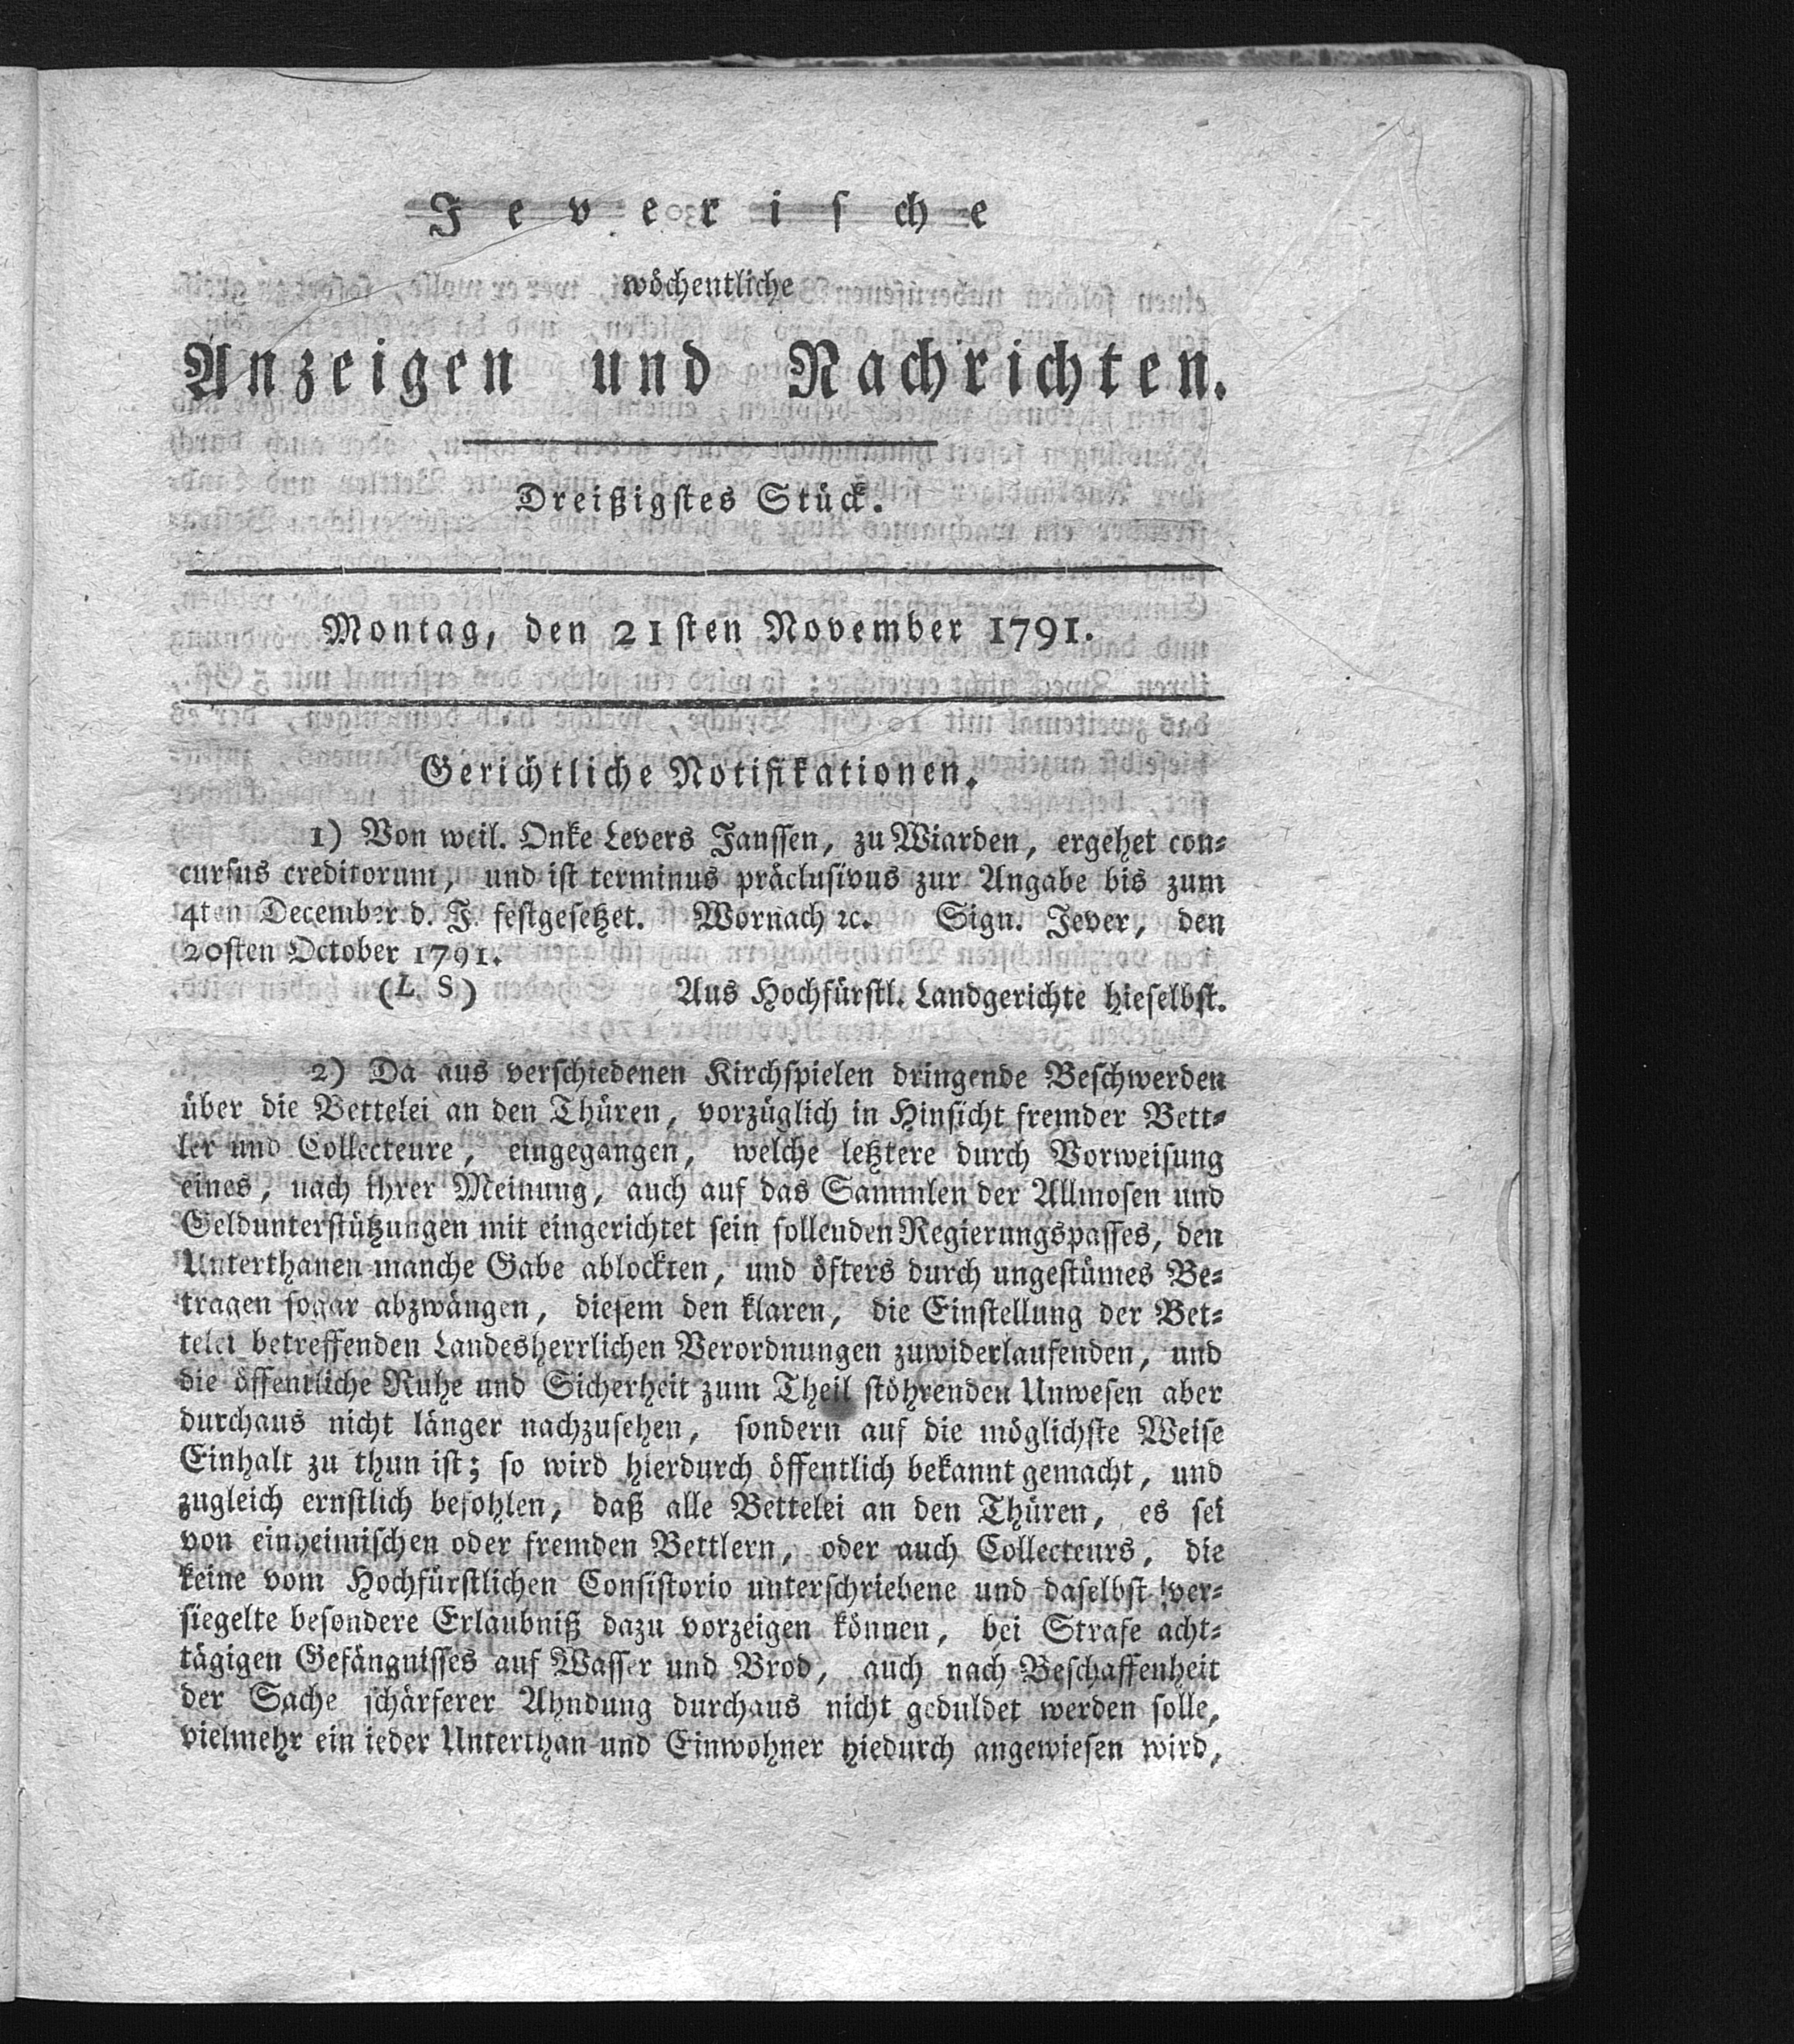 Jeverische
wöchentliche
Anzeigen und Nachrichten.
Dreißigstes Stück.
Montag, den 21sten November 1791.
Gerichtliche Notifikationen.
1) Von weil. Onke Levers Janssen, zu Wiarden, ergehet con-
cursus creditorum, und ist terminus präclusivus zur Angabe bis zum
4ten December d. J. festgesetzet. Wornach ꝛc. Sign. Jever, den
20sten October 1791.
(L. S) Aus Hochfürstl. Landgerichte hieselbst.
2) Da aus verschiedenen Kirchspielen dringende Beschwerden
über die Bettelei an den Thüren, vorzüglich in Hinsicht fremder Bett-
ler und Collecteure, eingegangen, welche letztere durch Vorweisung
eines, nach ihrer Meinung, auch auf das Sammlen der Allmosen und
Geldunterstützungen mit eingerichtet sein sollenden Regierungspasses, den
Unterthanen manche Gabe ablockten, und öfters durch ungestümes Be-
tragen sogar abzwängen, diesem den klaren, die Einstellung der Bet-
telei betreffenden Landesherrlichen Verordnungen zuwiderlaufenden, und
die öffentliche Ruhe und Sicherheit zum Theil stöhrenden Unwesen aber
durchaus nicht länger nachzusehen, sondern auf die möglichste Weise
Einhalt zu thun ist; so wird hierdurch öffentlich bekannt gemacht, und
zugleich ernstlich befohlen, daß alle Bettelei an den Thüren, es sei
von einheimischen oder fremden Bettlern, oder auch Collecteurs, die
keine vom Hochfürstlichen Consistorio unterschriebene und daselbst ver-
siegelte besondere Erlaubniß dazu vorzeigen können, bei Strafe acht-
tägigen Gefängnisses auf Wasser und Brod, auch nach Beschaffenheit
der Sache schärferer Ahndung durchaus nicht geduldet werden solle,
vielmehr ein ieder Unterthan und Einwohner hiedurch angewiesen wird,